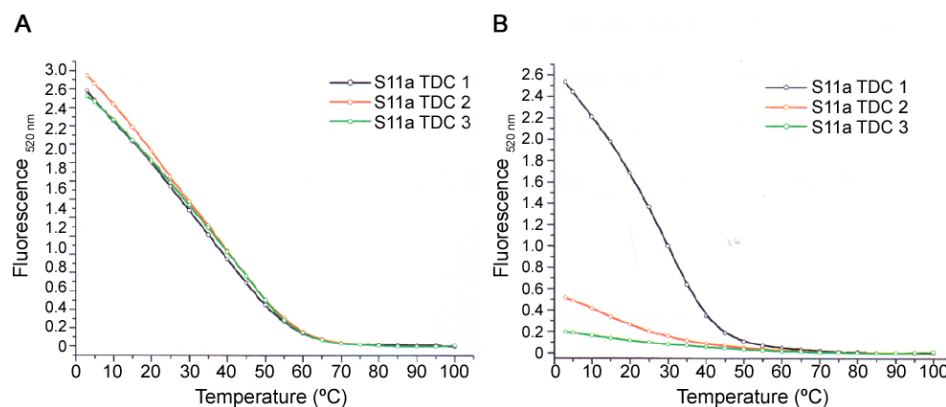 A
3.0
2.6
2.6
2.4
2.2
2.0
1.8
1.6
1.4
1.2
1.2
0.8
0.6
0.4
0.2
0
Fluorescence 520 nm
S11a TDC 1
S11a TDC 2
S11a TDC 3
0 10 20 30 40 50 60 70 80 90 100
Temperature (ºC)
B
2.6
2.4
2.2
2.0
1.8
1.6
1.4
1.2
1.0
0.8
0.6
0.4
0.2
0
Fluorescence 520 nm
S11a TDC 1
S11a TDC 2
S11a TDC 3
0 10 20 30 40 50 60 70 80 90 100
Temperature (ºC)